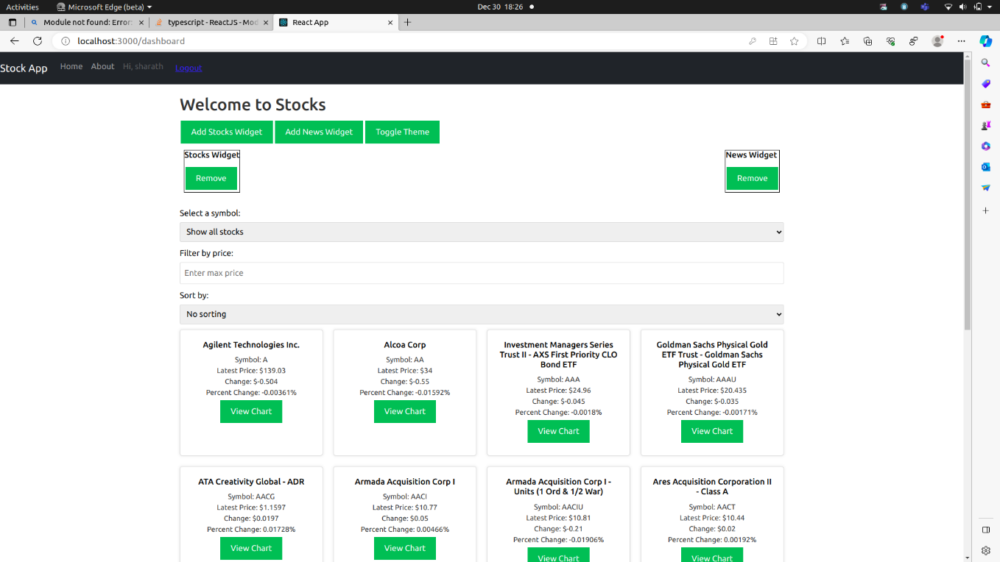 Activities Microsoft Edge (beta) Dec 30 18:26
Module not found: Error: typescript - ReactJS - Mod React App
localhost:3000/dashboard
Stock App Home About Hi, sharath Logout
Welcome to Stocks
Add Stocks Widget Add News Widget Toggle Theme
Stocks Widget News Widget
Remove Remove
Select a symbol:
Show all stocks
Filter by price:
Enter max price
Sort by:
No sorting
Agilent Technologies Inc.
Symbol: A
Latest Price: $139.03
Change: $-0.504
Percent Change: -0.00361%
View Chart
Alcoa Corp
Symbol: AA
Latest Price: $34
Change: $-0.55
Percent Change: -0.01592%
View Chart
Investment Managers Series
Trust II - AXS First Priority CLO
Bond ETF
Symbol: AAA
Latest Price: $24.96
Change: $-0.045
Percent Change: -0.0018%
View Chart
Goldman Sachs Physical Gold
ETF Trust - Goldman Sachs
Physical Gold ETF
Symbol: AAAU
Latest Price: $20.435
Change: $-0.035
Percent Change: -0.00171%
View Chart
ATA Creativity Global - ADR
Symbol: AACG
Latest Price: $1.1597
Change: $0.0197
Percent Change: 0.01728%
View Chart
Armada Acquisition Corp I
Symbol: AACI
Latest Price: $10.77
Change: $0.05
Percent Change: 0.00466%
View Chart
Armada Acquisition Corp I -
Units (1 Ord & 1/2 War)
Symbol: AACIU
Latest Price: $10.81
Change: $-0.21
Percent Change: -0.01906%
View Chart
Ares Acquisition Corporation II
- Class A
Symbol: AACT
Latest Price: $10.44
Change: $0.02
Percent Change: 0.00192%
View Chart